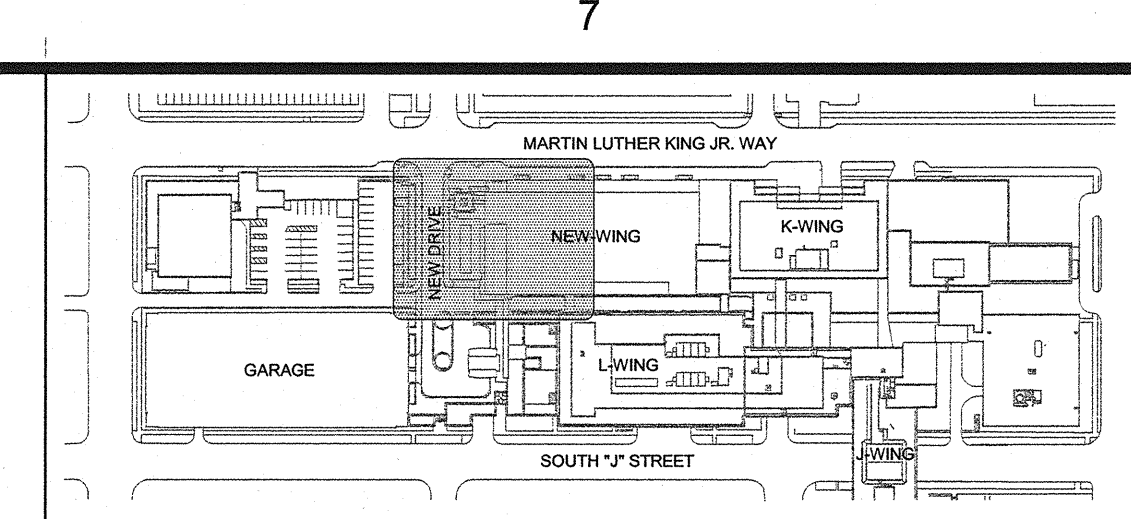 7
MARTIN LUTHER KING JR. WAY
NEW DRIVE
NEW-WING
K-WING
L-WING
GARAGE
SOUTH "J" STREET
J-WING